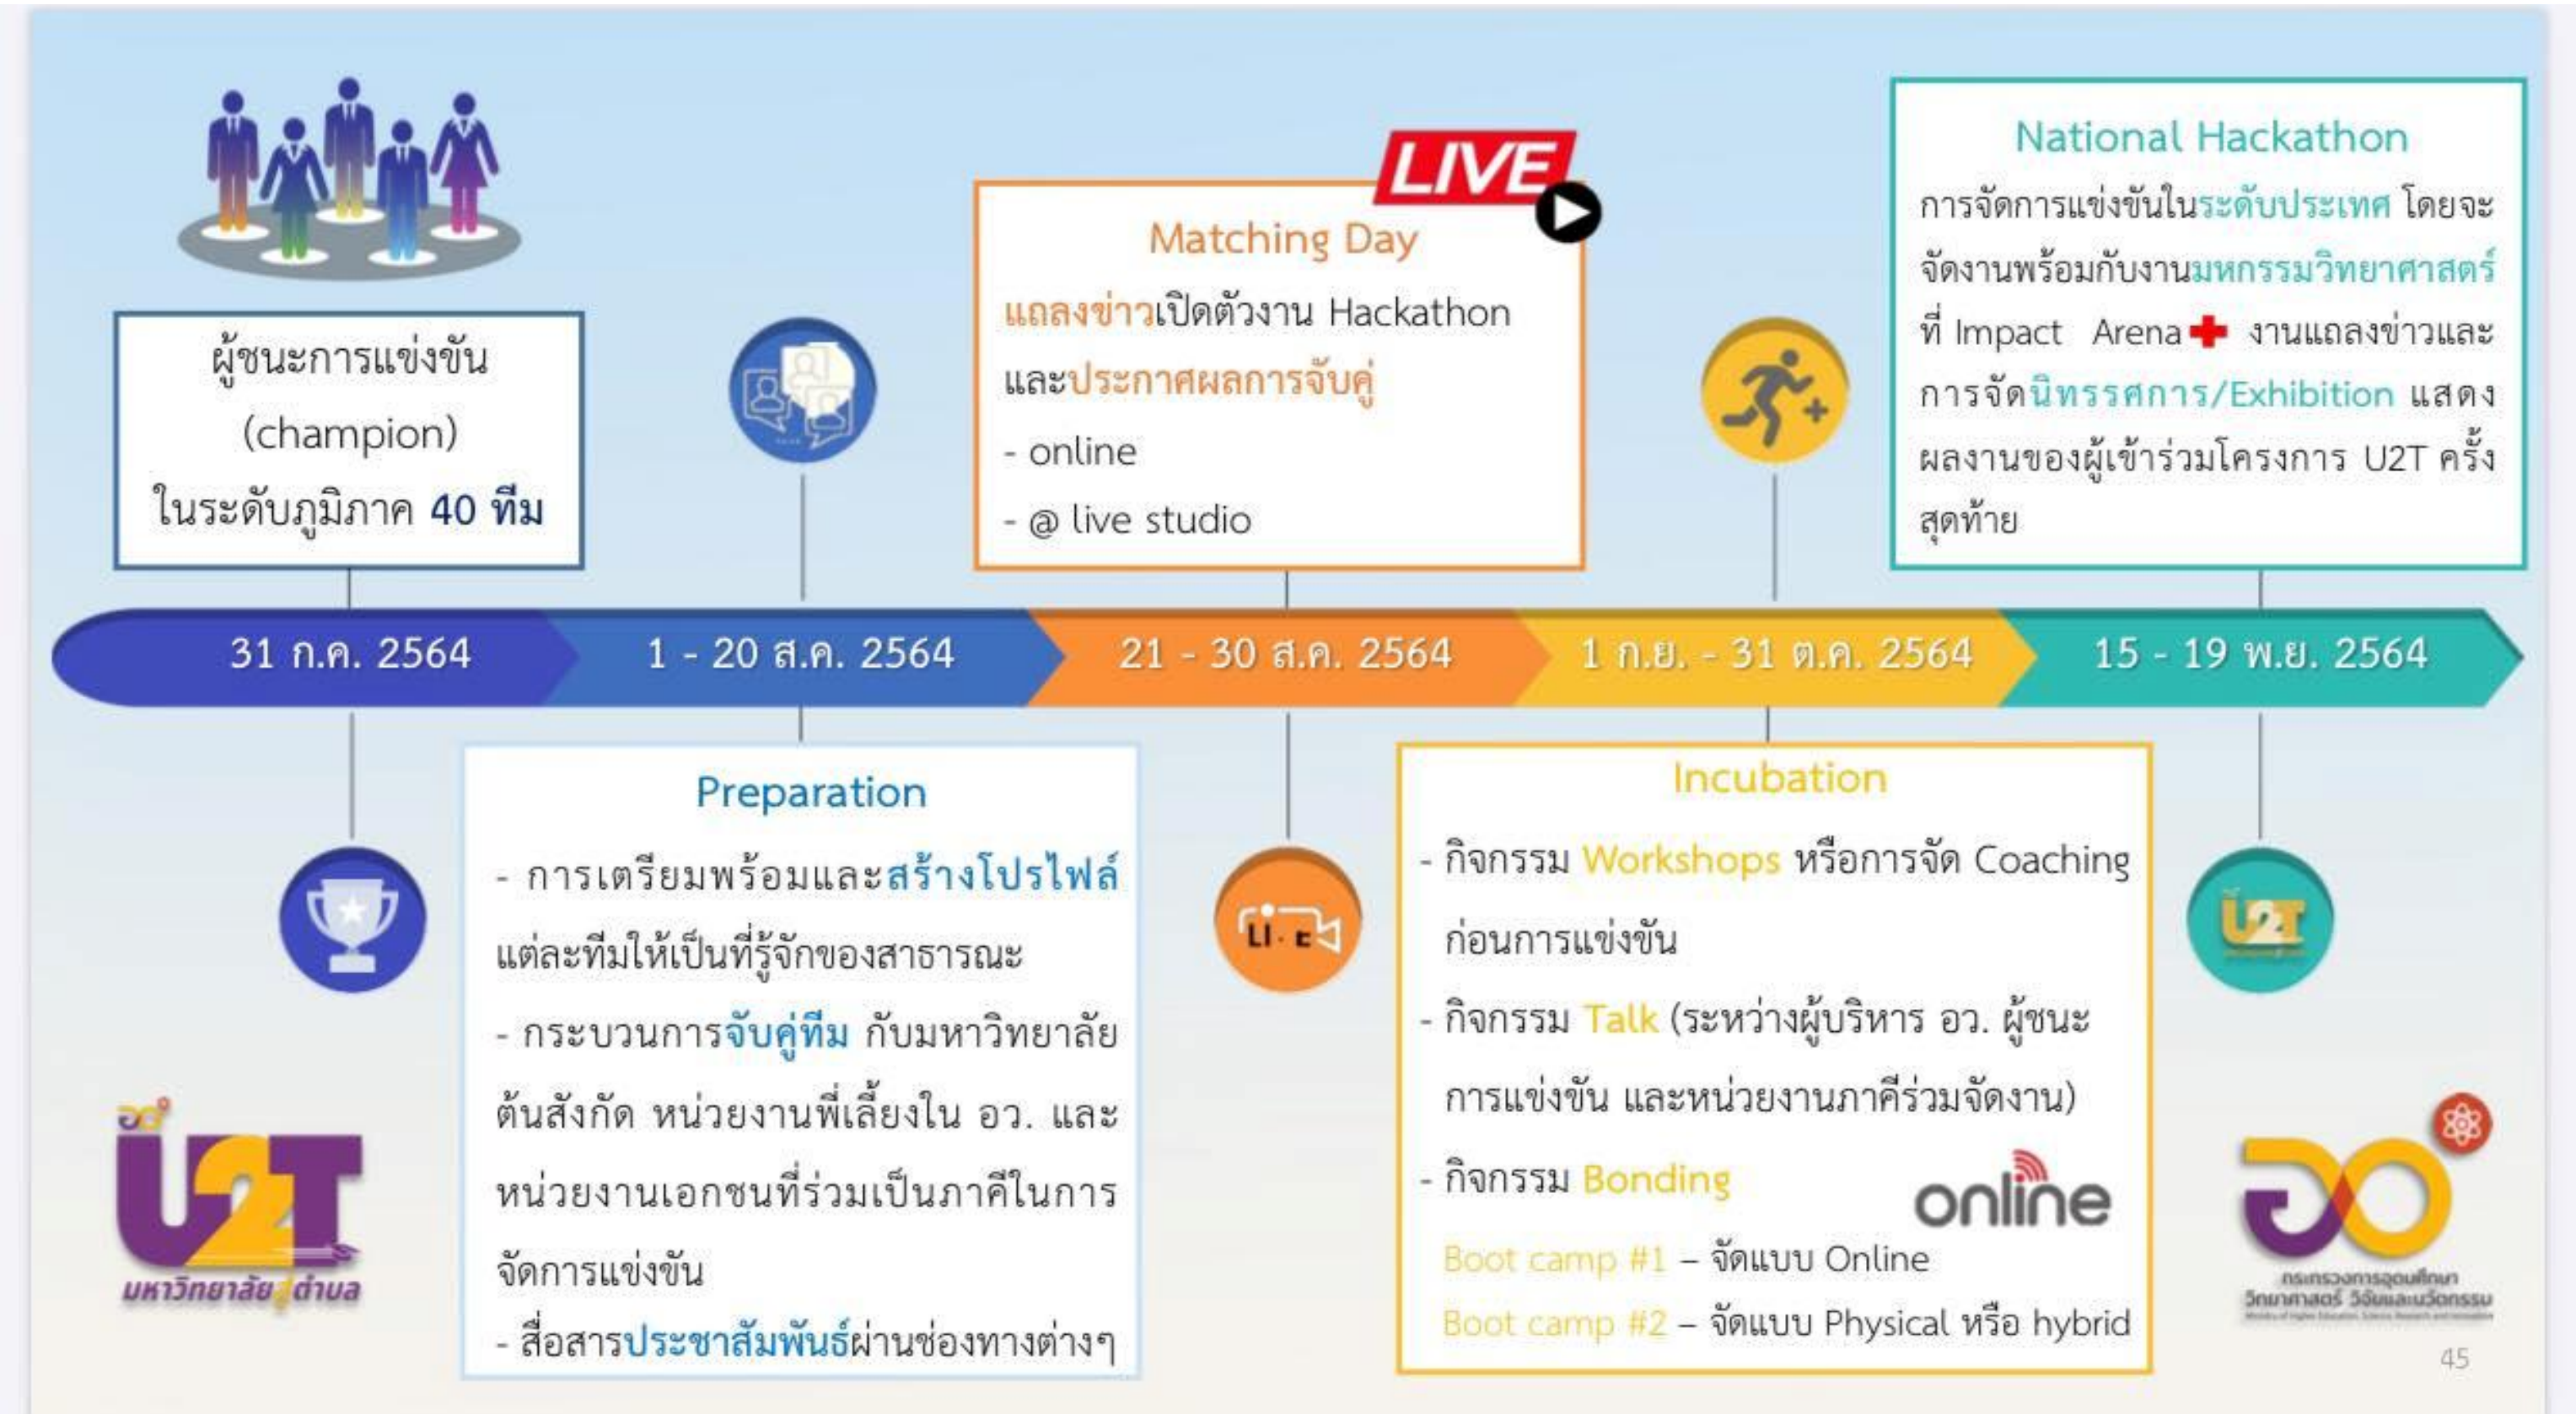 ผู้ชนะการแข่งขัน
(champion)
ในระดับภูมิภาค 40 ทีม
LIVE
Matching Day
แถลงข่าวเปิดตัวงาน Hackathon
และประกาศผลการจับคู่
- online
- @ live studio
National Hackathon
การจัดการแข่งขันในระดับประเทศ โดยจะ
จัดงานพร้อมกับงานมหกรรมวิทยาศาสตร์
ที่ Impact Arena งานแถลงข่าวและ
การจัดนิทรรศการ/Exhibition แสดง
ผลงานของผู้เข้าร่วมโครงการ U2T ครั้ง
สุดท้าย
31 ก.ค. 2564
1 - 20 ส.ค. 2564
21 - 30 ส.ค. 2564
1 ก.ย. - 31 ต.ค. 2564
15 - 19 พ.ย. 2564
Preparation
- การเตรียมพร้อมและสร้างโปรไฟล์
แต่ละทีมให้เป็นที่รู้จักของสาธารณะ
- กระบวนการจับคู่ทีม กับมหาวิทยาลัย
ต้นสังกัด หน่วยงานพี่เลี้ยงใน อว. และ
หน่วยงานเอกชนที่ร่วมเป็นภาคีในการ
จัดการแข่งขัน
- สื่อสารประชาสัมพันธ์ผ่านช่องทางต่างๆ
Incubation
- กิจกรรม Workshops หรือการจัด Coaching
ก่อนการแข่งขัน
- กิจกรรม Talk (ระหว่างผู้บริหาร อว. ผู้ชนะ
การแข่งขัน และหน่วยงานภาคีร่วมจัดงาน)
- กิจกรรม Bonding
online
Boot camp #1 – จัดแบบ Online
Boot camp #2 – จัดแบบ Physical หรือ hybrid
U2T
U2T
มหาวิทยาลัยสู่ตำบล
กระทรวงการอุดมศึกษา
วิทยาศาสตร์ วิจัยและนวัตกรรม
45